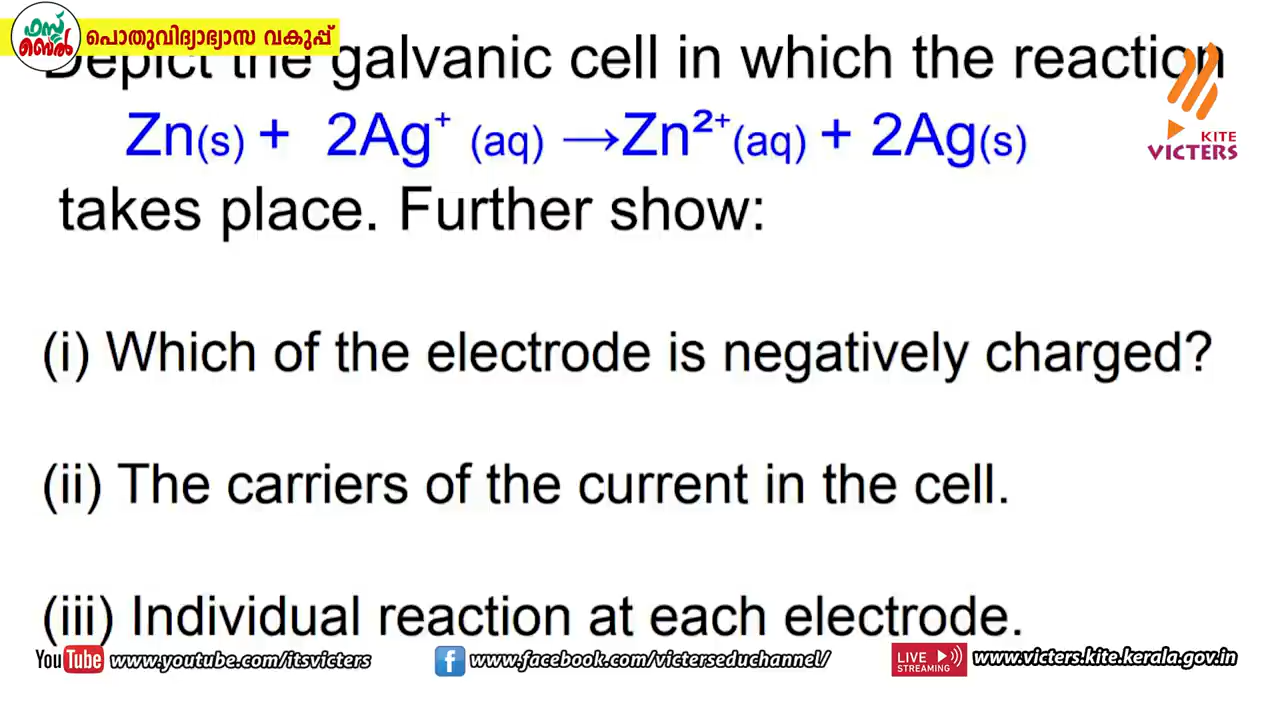 ഫസ്റ്റ് ബെൽ
പൊതുവിദ്യാഭ്യാസ വകുപ്പ്
Depict the galvanic cell in which the reaction
Zn(s) + 2Ag⁺ (aq) →Zn²⁺(aq) + 2Ag(s)
KITE
VICTERS
takes place. Further show:
(i) Which of the electrode is negatively charged?
(ii) The carriers of the current in the cell.
(iii) Individual reaction at each electrode.
YouTube www.youtube.com/itsvicters
f www.facebook.com/victerseduchannel/
LIVE STREAMING www.victers.kite.kerala.gov.in